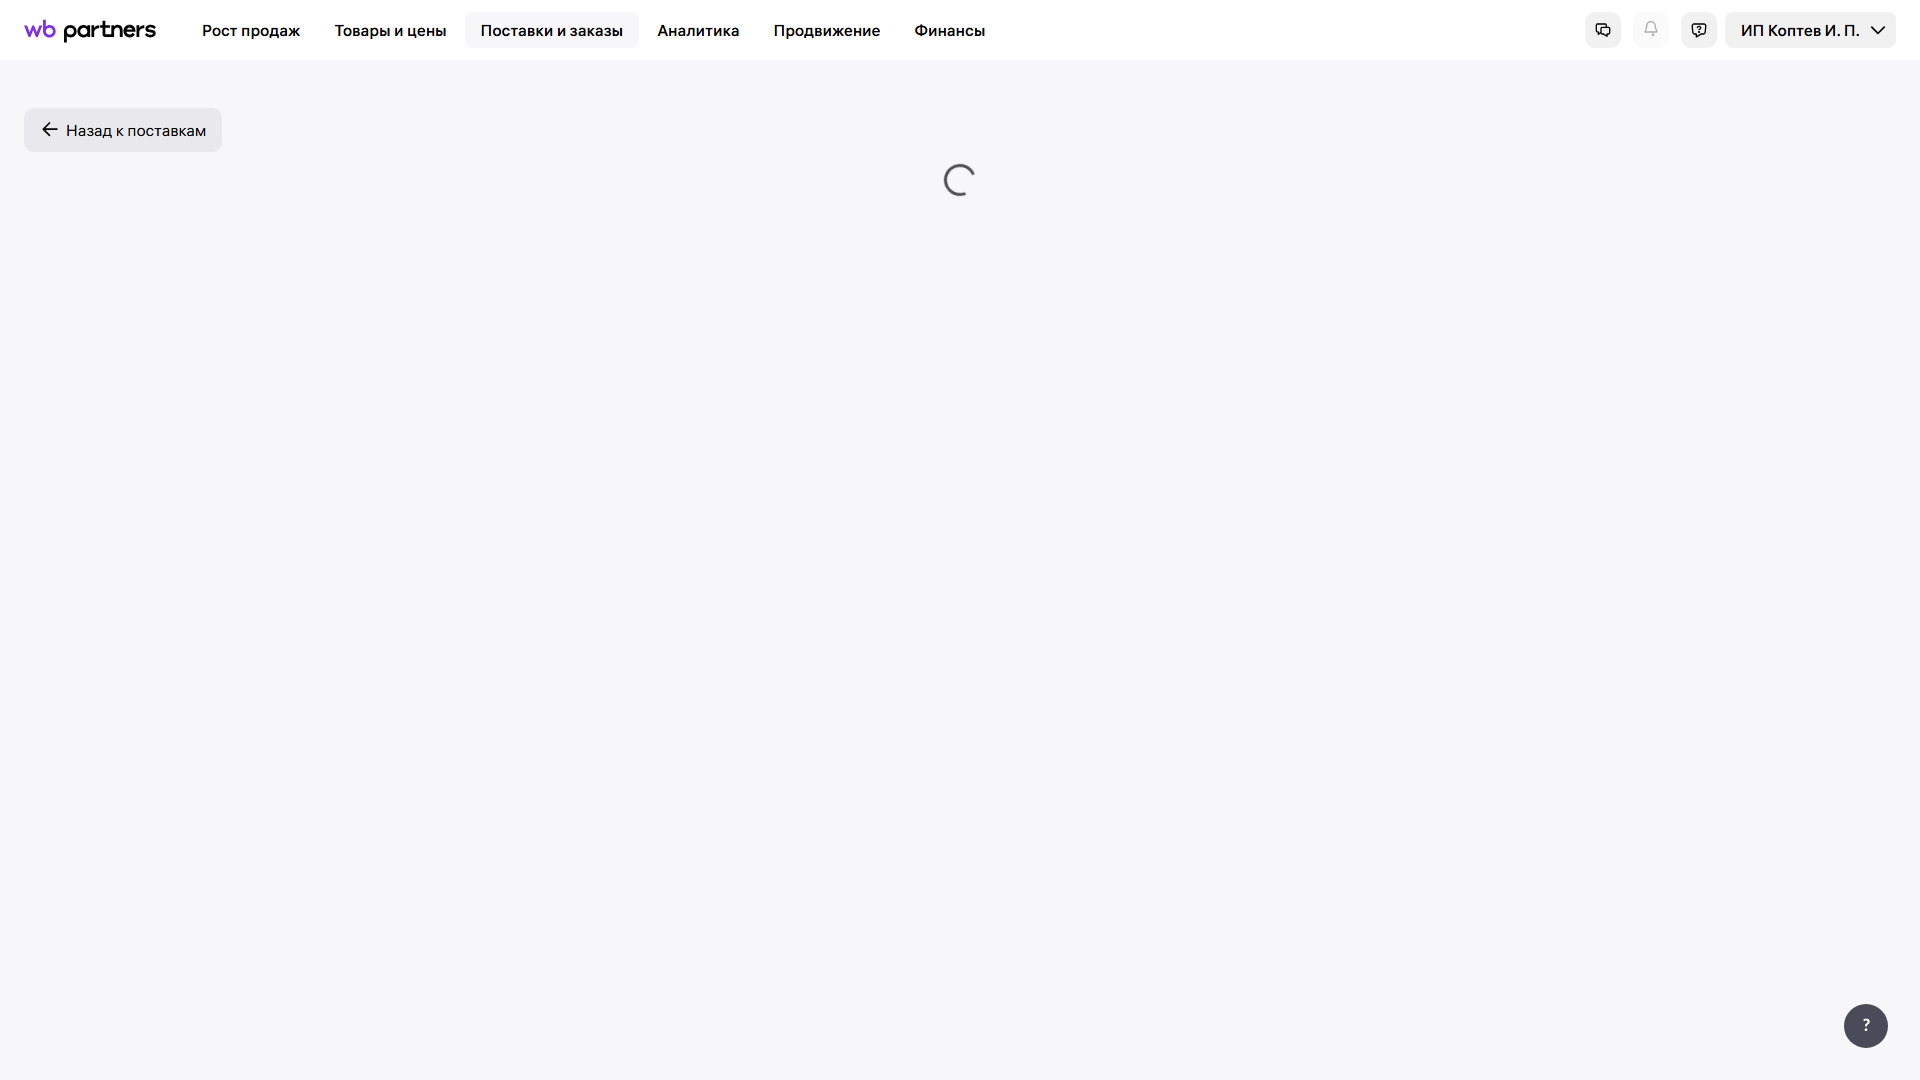 wb partners
Рост продаж
Товары и цены
Поставки и заказы
Аналитика
Продвижение
Финансы
ИП Коптев И. П.
Назад к поставкам
?